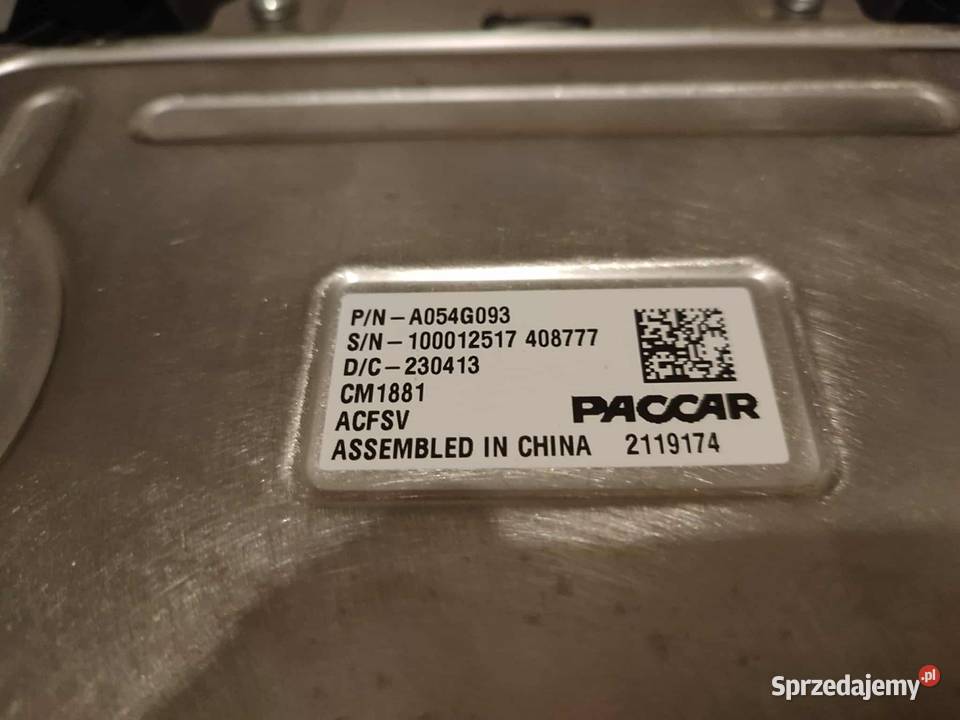 P/N-A054G093
S/N-100012517 408777
D/C-230413
CM1881
ACFSV
ASSEMBLED IN CHINA
PACCAR
2119174
Sprzedajemy.pl